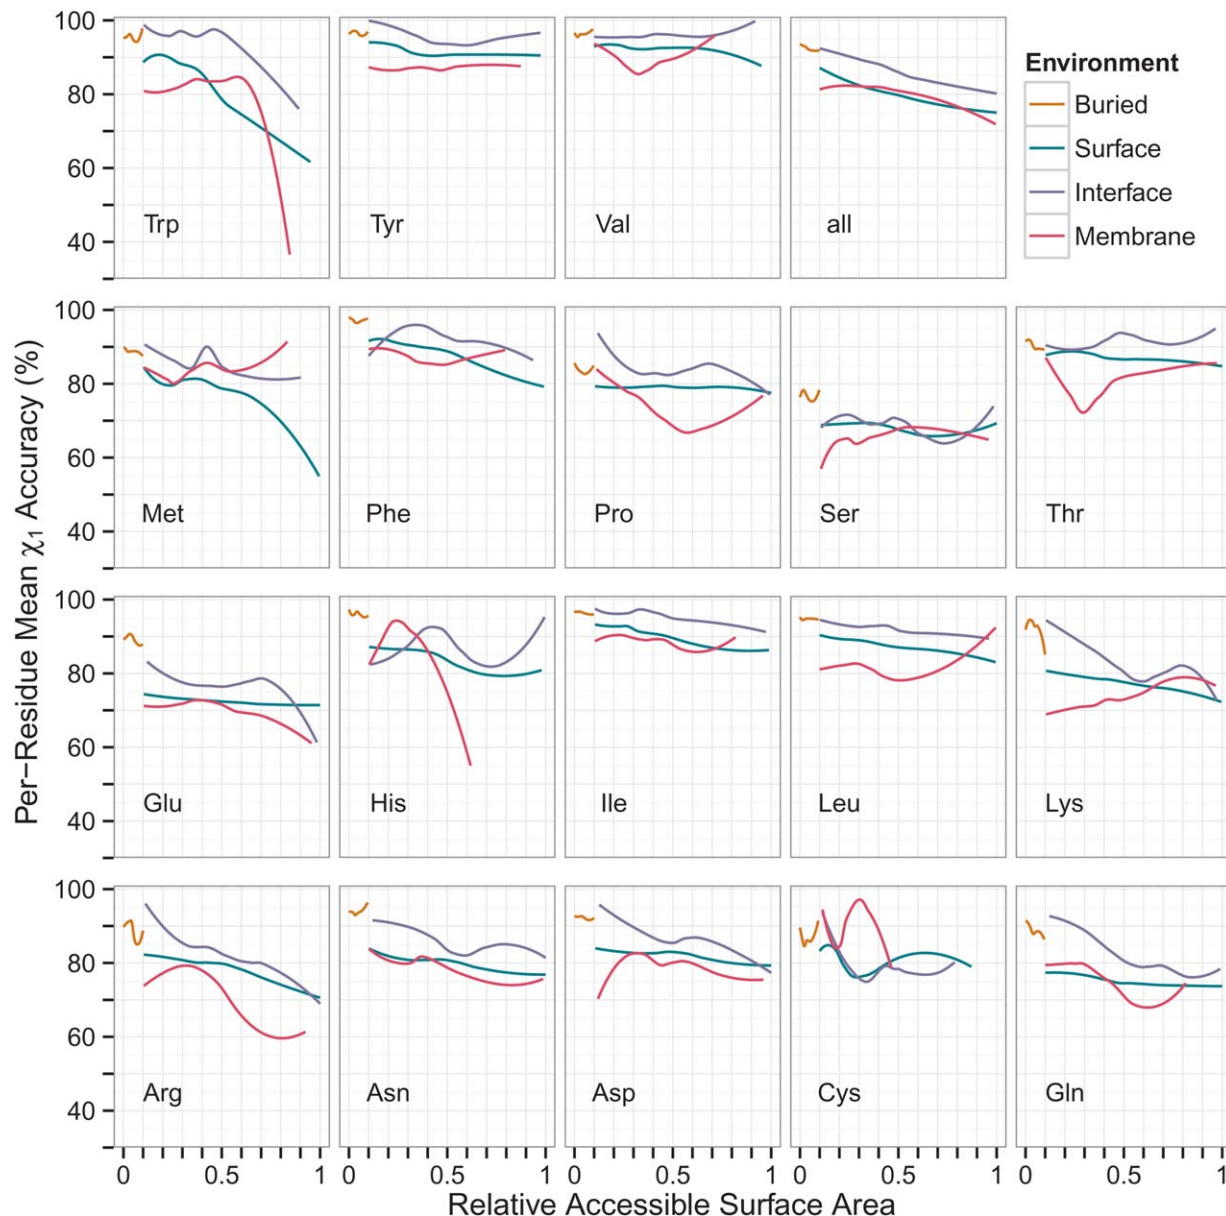 100
80
60
40
Trp
Tyr
Val
all
Environment
Buried
Surface
Interface
Membrane
100
80
60
40
Met
Phe
Pro
Ser
Thr
100
80
60
40
Glu
His
Ile
Leu
Lys
100
80
60
40
Arg
Asn
Asp
Cys
Gln
0 0.5 1 0 0.5 1 0 0.5 1 0 0.5 1 0 0.5 1
Relative Accessible Surface Area
Per−Residue Mean χ₁ Accuracy (%)